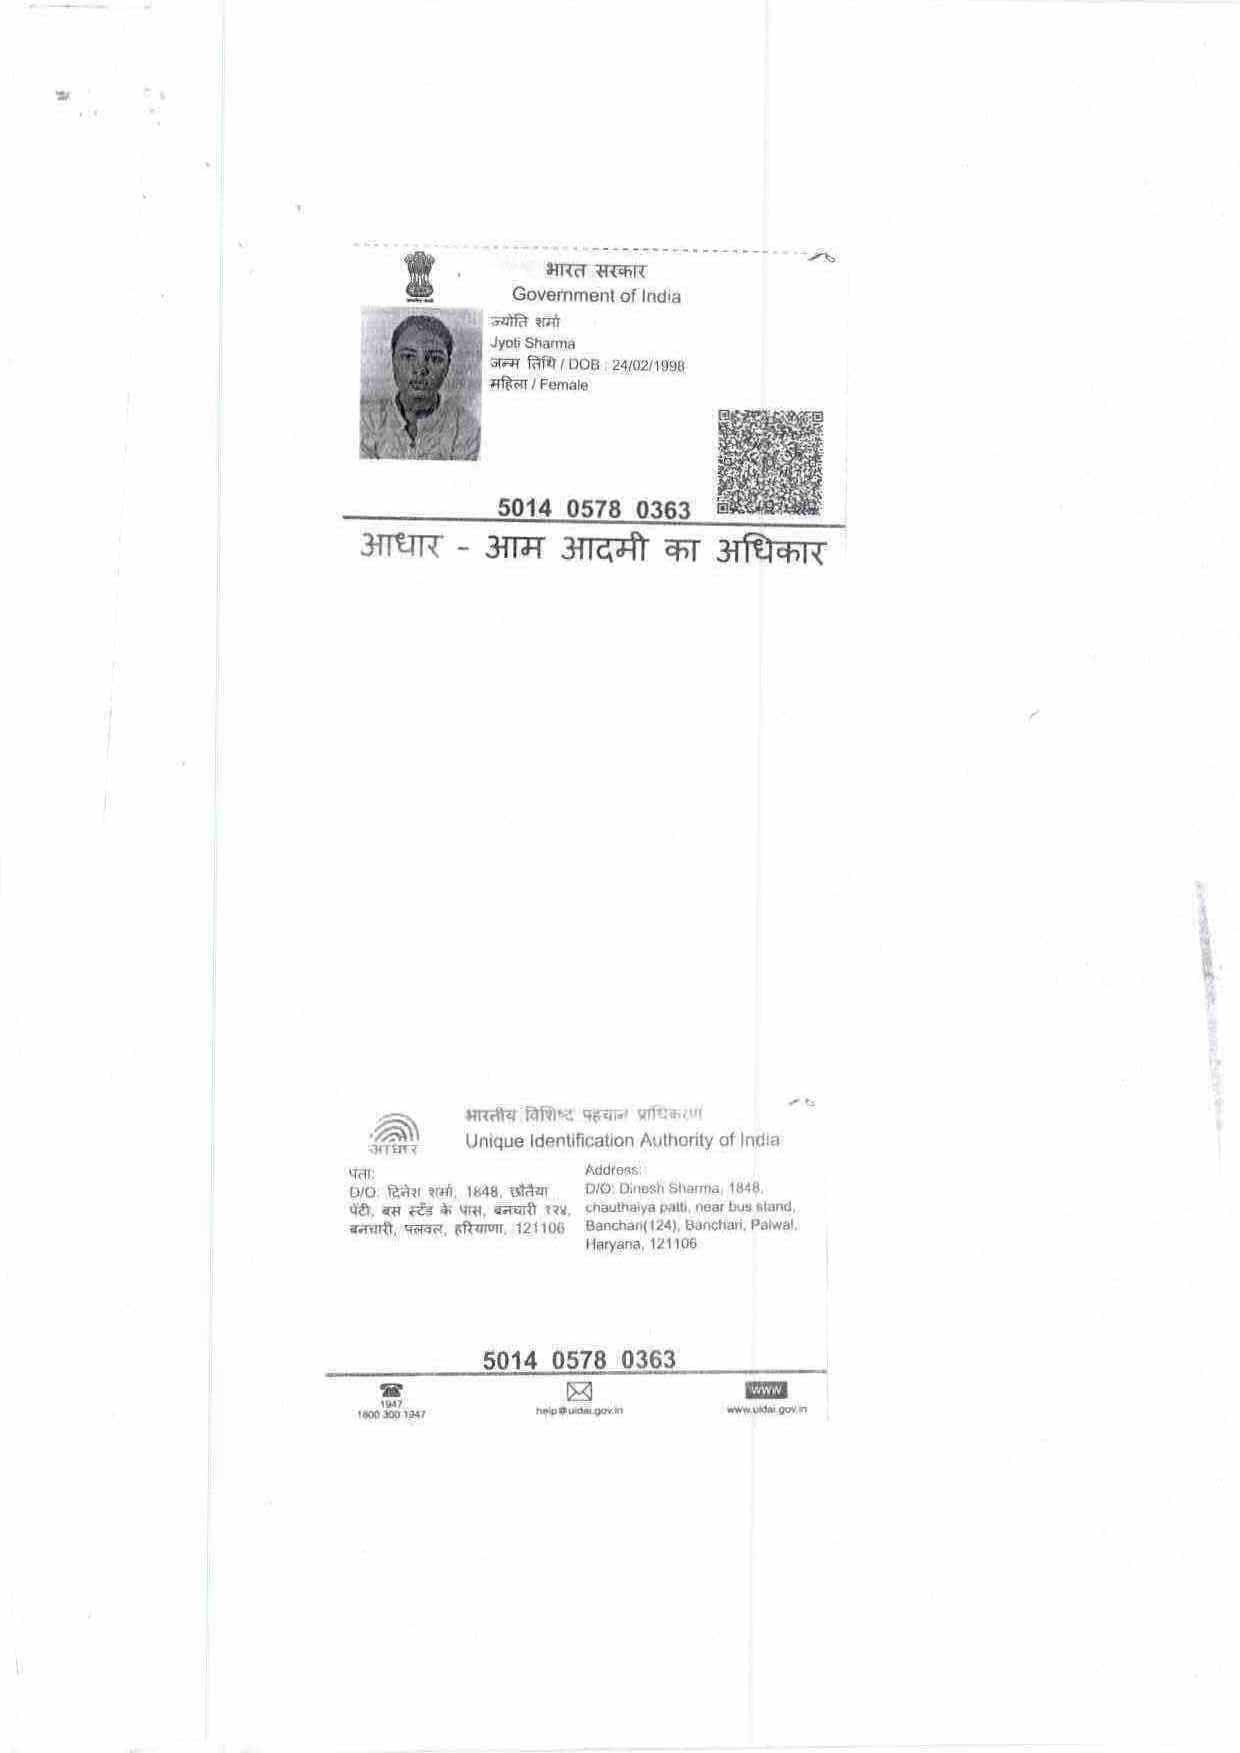 भारत सरकार
Government of India
ज्योति शर्मा
Jyoti Sharma
जन्म तिथि / DOB : 24/02/1998
महिला / Female
5014 0578 0363
आधार - आम आदमी का अधिकार
भारतीय विशिष्ट पहचान प्राधिकरण
Unique Identification Authority of India
आधार
पता:
D/O: दिनेश शर्मा, 1848, छौतैया
पॅटी, बस स्टैंड के पास, बनचारी १२४,
बनचारी, पलवल, हरियाणा, 121106
Address:
D/O: Dinesh Sharma, 1848,
chauthaiya patti, near bus stand,
Banchari(124), Banchari, Palwal,
Haryana, 121106
5014 0578 0363
1947
1800 300 1947
help@uidai.gov.in
www
www.uidai.gov.in